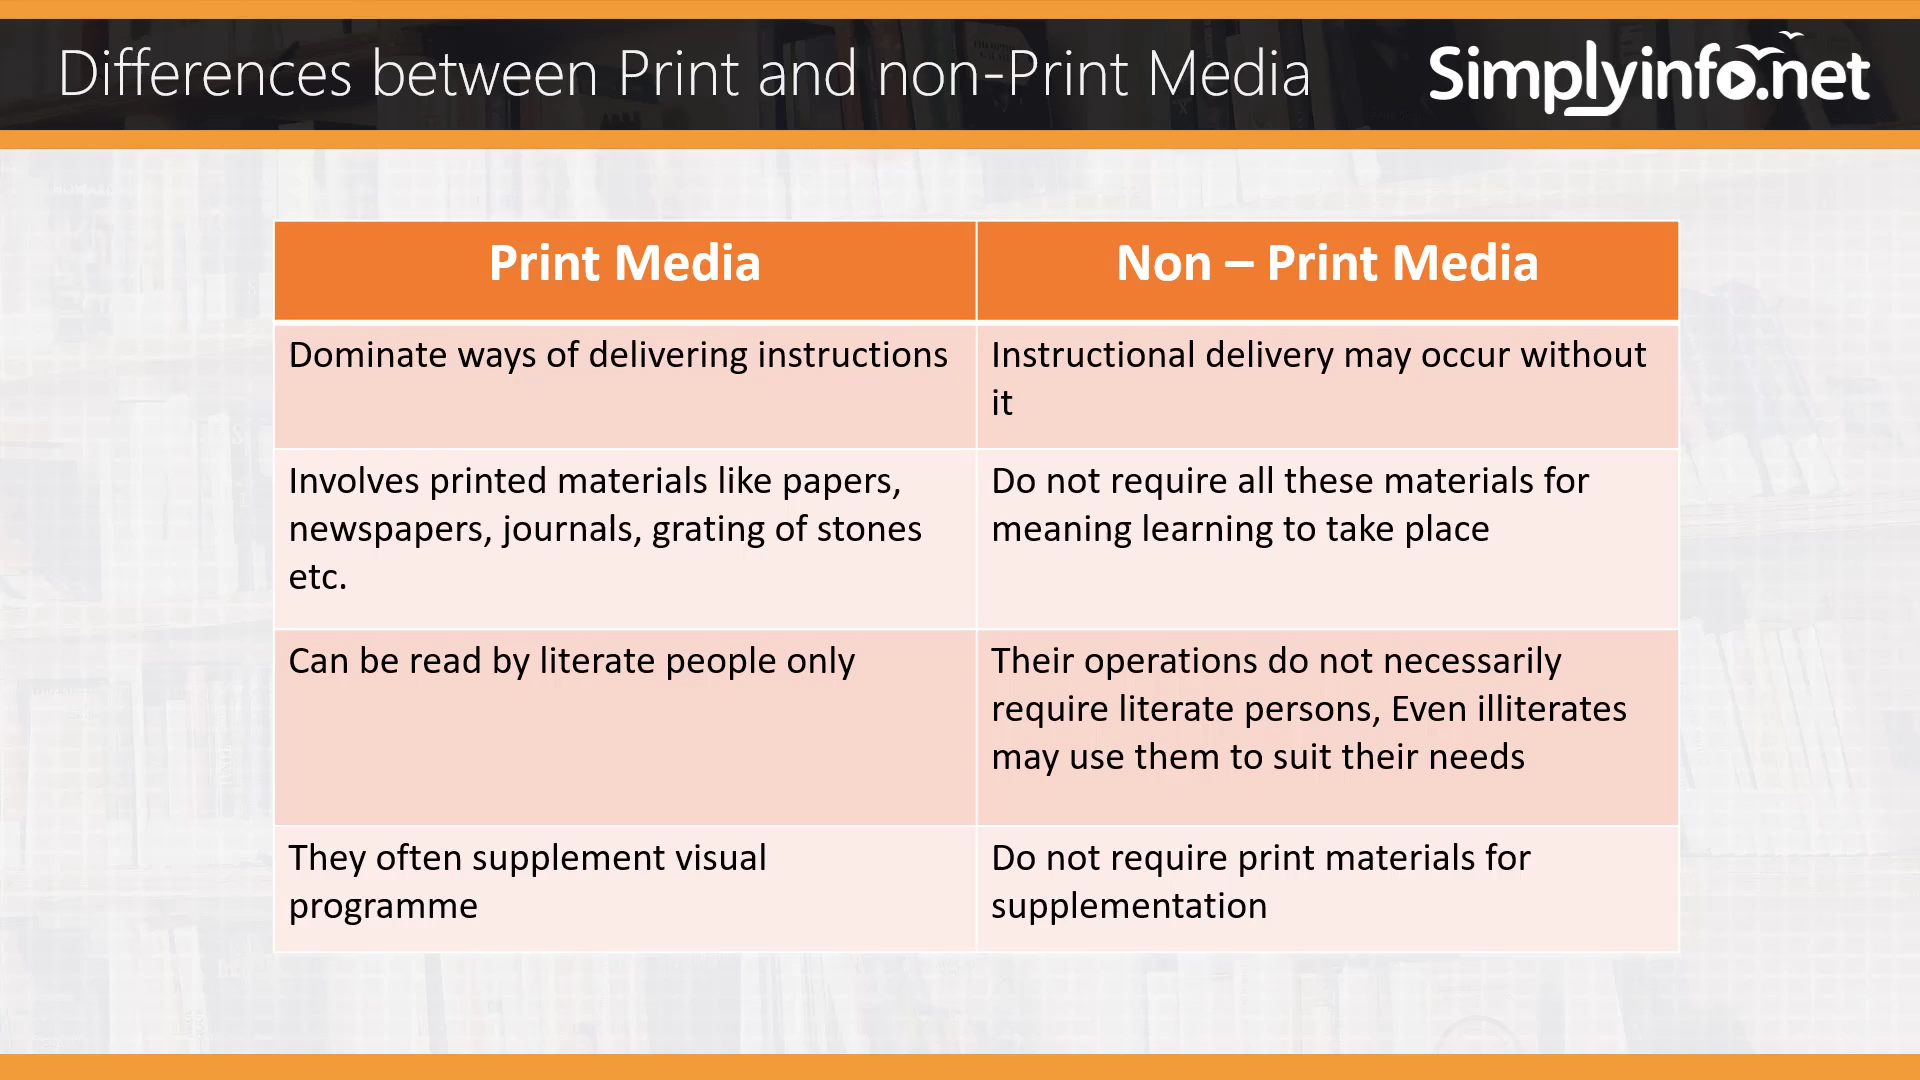 Differences between Print and non-Print Media
Simplyinfo.net
Print Media
Non – Print Media
Dominate ways of delivering instructions
Instructional delivery may occur without
it
Involves printed materials like papers,
newspapers, journals, grating of stones
etc.
Do not require all these materials for
meaning learning to take place
Can be read by literate people only
Their operations do not necessarily
require literate persons, Even illiterates
may use them to suit their needs
They often supplement visual
programme
Do not require print materials for
supplementation